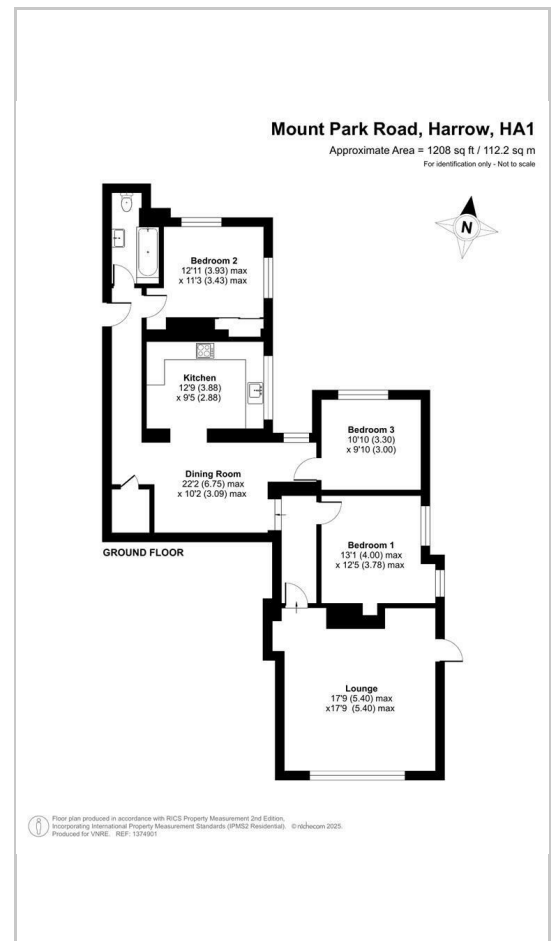 Mount Park Road, Harrow, HA1
Approximate Area = 1208 sq ft / 112.2 sq m
For identification only - Not to scale
N
Bedroom 2
12'11 (3.93) max
x 11'3 (3.43) max
Kitchen
12'9 (3.88)
x 9'5 (2.88)
Bedroom 3
10'10 (3.30)
x 9'10 (3.00)
Dining Room
22'2 (6.75) max
x 10'2 (3.09) max
GROUND FLOOR
Bedroom 1
13'1 (4.00) max
x 12'5 (3.78) max
Lounge
17'9 (5.40) max
x17'9 (5.40) max
Floor plan produced in accordance with RICS Property Measurement 2nd Edition,
Incorporating International Property Measurement Standards (IPMS2 Residential). © nichecom 2025.
Produced for VNRE. REF: 1374901